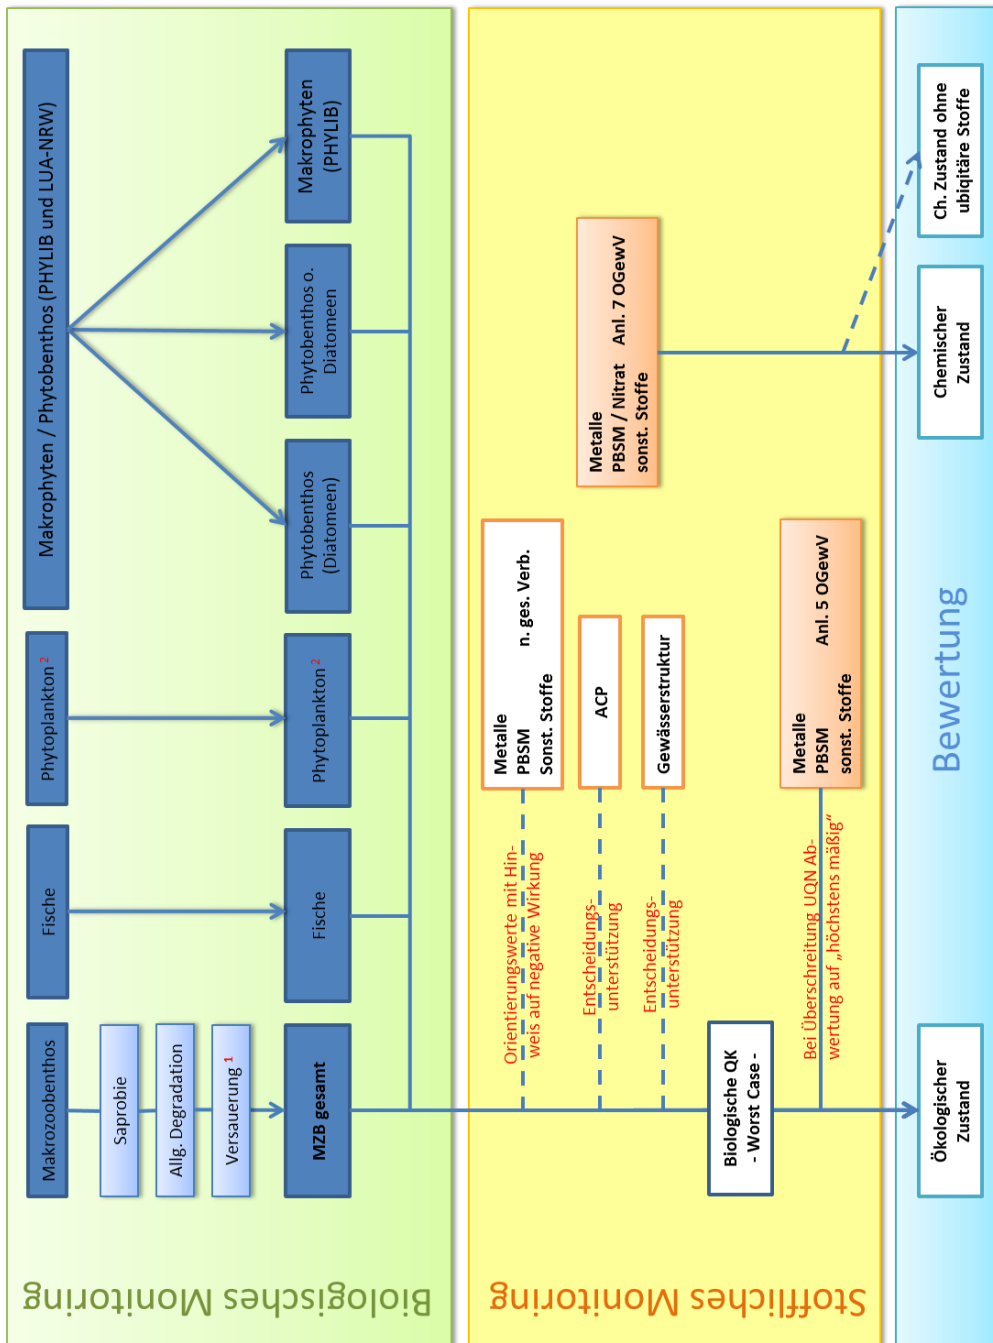 Biologisches Monitoring
Makrozoobenthos
Fische
Phytoplankton ²
Makrophyten / Phytobenthos (PHYLIB und LUA-NRW)
Saprobie
Allg. Degradation
Versauerung ¹
MZB gesamt
Fische
Phytoplankton ²
Phytobenthos
(Diatomeen)
Phytobenthos o.
Diatomeen
Makrophyten
(PHYLIB)
Stoffliches Monitoring
Orientierungswerte mit Hin-
weis auf negative Wirkung
Metalle
PBSM n. ges. Verb.
Sonst. Stoffe
Entscheidungs-
unterstützung
ACP
Entscheidungs-
unterstützung
Gewässerstruktur
Metalle
PBSM / Nitrat Anl. 7 OGewV
sonst. Stoffe
Biologische QK
- Worst Case -
Bei Überschreitung UQN Ab-
wertung auf „höchstens mäßig“
Metalle
PBSM Anl. 5 OGewV
sonst. Stoffe
Bewertung
Ökologischer
Zustand
Chemischer
Zustand
Ch. Zustand ohne
ubiqitäre Stoffe